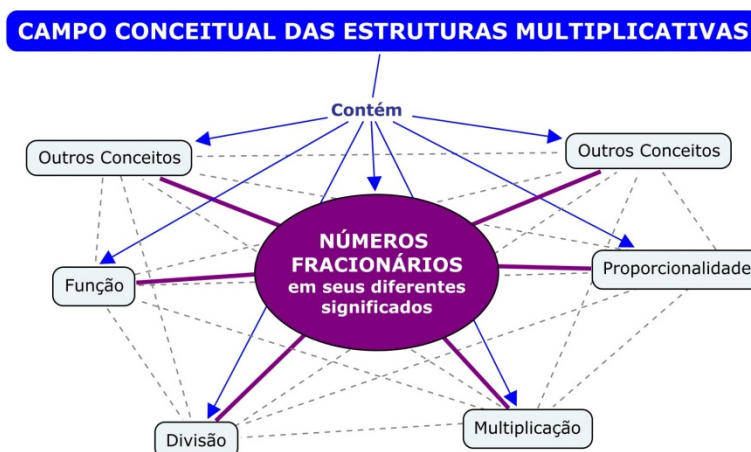 CAMPO CONCEITUAL DAS ESTRUTURAS MULTIPLICATIVAS
Contém
Outros Conceitos
Outros Conceitos
NÚMEROS
FRACIONÁRIOS
em seus diferentes
significados
Função
Proporcionalidade
Divisão
Multiplicação